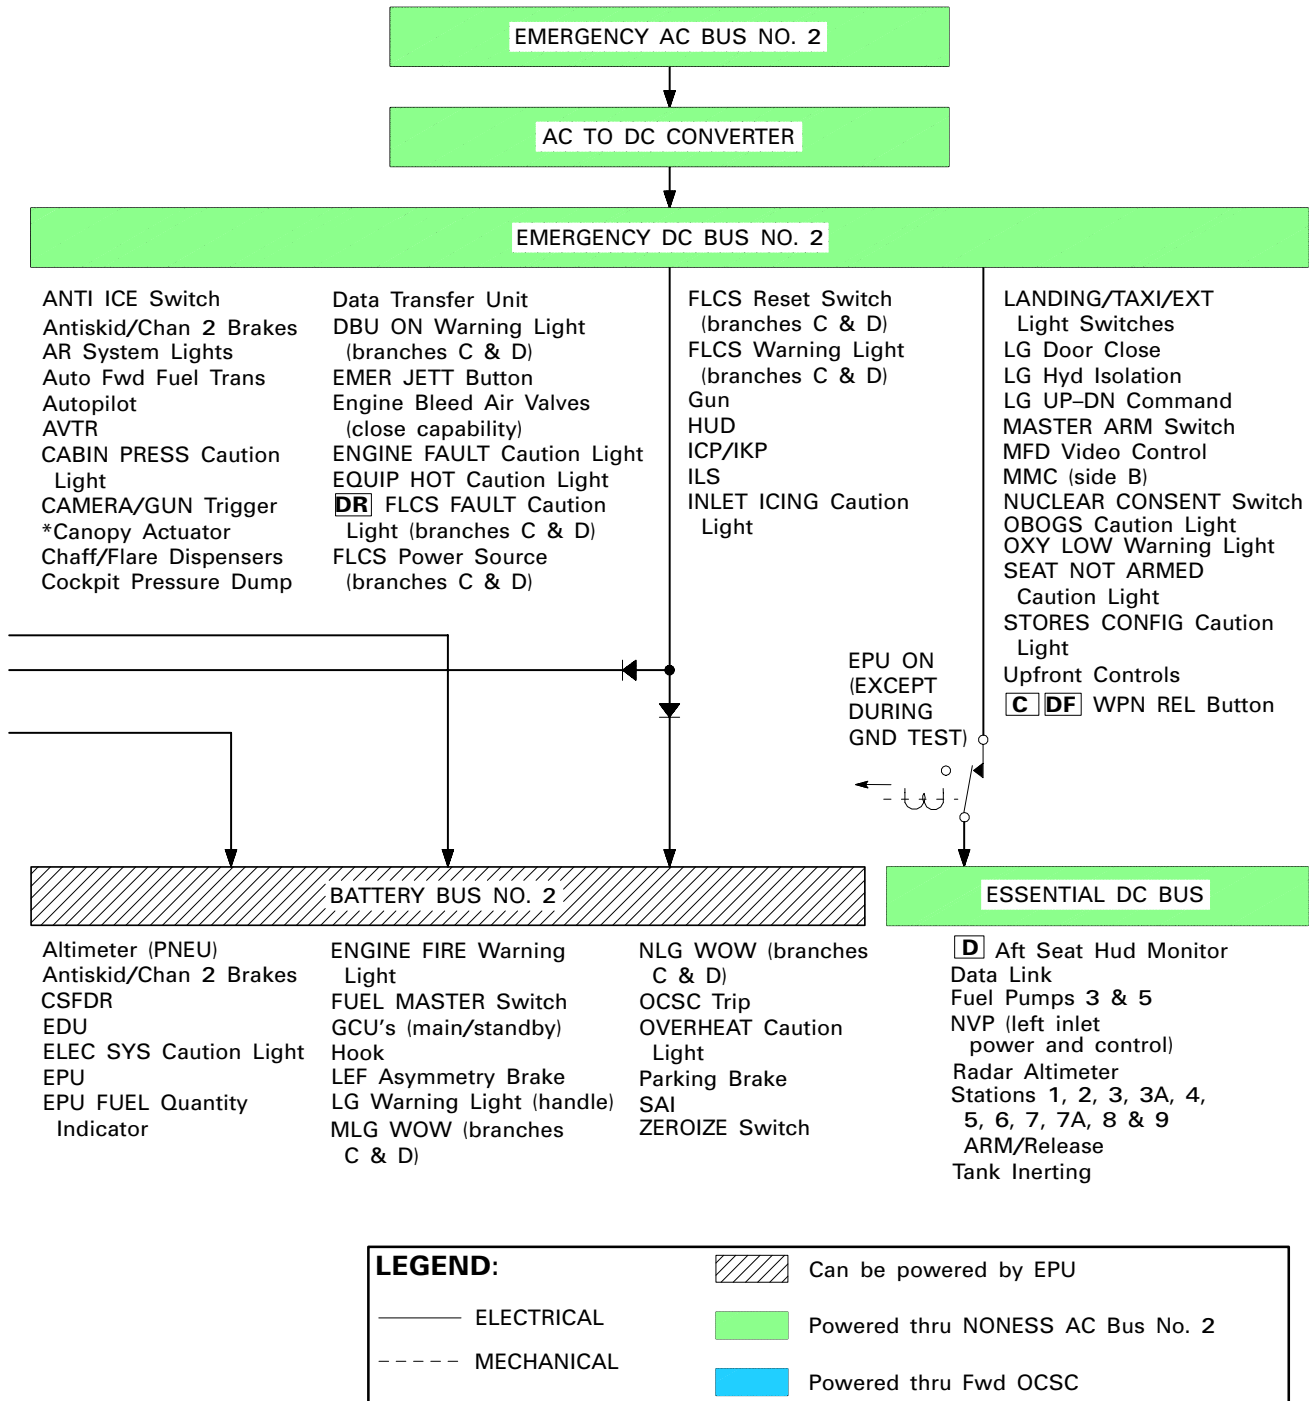 EMERGENCY AC BUS NO. 2
AC TO DC CONVERTER
EMERGENCY DC BUS NO. 2
ANTI ICE Switch
Antiskid/Chan 2 Brakes
AR System Lights
Auto Fwd Fuel Trans
Autopilot
AVTR
CABIN PRESS Caution
Light
CAMERA/GUN Trigger
*Canopy Actuator
Chaff/Flare Dispensers
Cockpit Pressure Dump
Data Transfer Unit
DBU ON Warning Light
(branches C & D)
EMER JETT Button
Engine Bleed Air Valves
(close capability)
ENGINE FAULT Caution Light
EQUIP HOT Caution Light
DR FLCS FAULT Caution
Light (branches C & D)
FLCS Power Source
(branches C & D)
FLCS Reset Switch
(branches C & D)
FLCS Warning Light
(branches C & D)
Gun
HUD
ICP/IKP
ILS
INLET ICING Caution
Light
LANDING/TAXI/EXT
Light Switches
LG Door Close
LG Hyd Isolation
LG UP–DN Command
MASTER ARM Switch
MFD Video Control
MMC (side B)
NUCLEAR CONSENT Switch
OBOGS Caution Light
OXY LOW Warning Light
SEAT NOT ARMED
Caution Light
STORES CONFIG Caution
Light
Upfront Controls
C DF WPN REL Button
EPU ON
(EXCEPT
DURING
GND TEST)
BATTERY BUS NO. 2
Altimeter (PNEU)
Antiskid/Chan 2 Brakes
CSFDR
EDU
ELEC SYS Caution Light
EPU
EPU FUEL Quantity
Indicator
ENGINE FIRE Warning
Light
FUEL MASTER Switch
GCU's (main/standby)
Hook
LEF Asymmetry Brake
LG Warning Light (handle)
MLG WOW (branches
C & D)
NLG WOW (branches
C & D)
OCSC Trip
OVERHEAT Caution
Light
Parking Brake
SAI
ZEROIZE Switch
ESSENTIAL DC BUS
D Aft Seat Hud Monitor
Data Link
Fuel Pumps 3 & 5
NVP (left inlet
power and control)
Radar Altimeter
Stations 1, 2, 3, 3A, 4,
5, 6, 7, 7A, 8 & 9
ARM/Release
Tank Inerting
LEGEND:
ELECTRICAL
MECHANICAL
Can be powered by EPU
Powered thru NONESS AC Bus No. 2
Powered thru Fwd OCSC